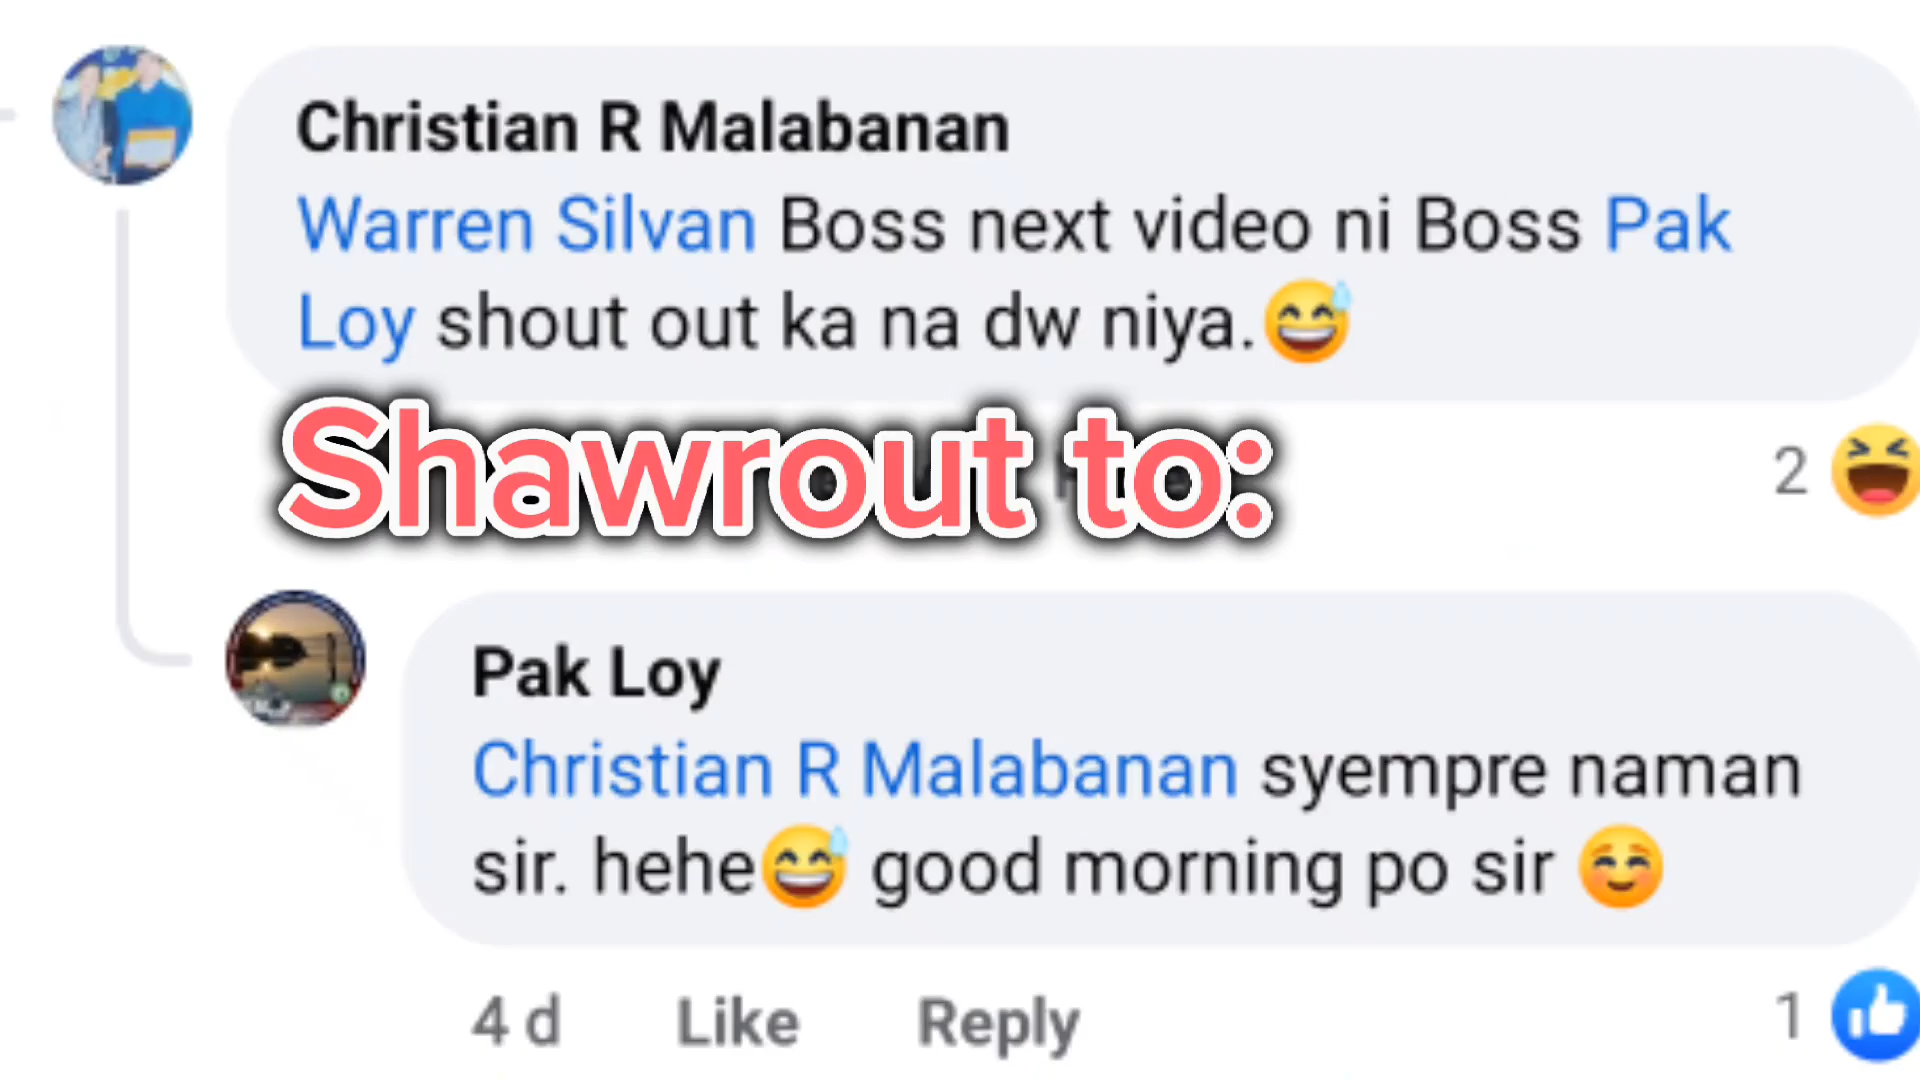 Christian R Malabanan
Warren Silvan Boss next video ni Boss Pak
Loy shout out ka na dw niya.😅
Shawrout to:
2
Pak Loy
Christian R Malabanan syempre naman
sir. hehe😅 good morning po sir ☺️
4 d Like Reply 1